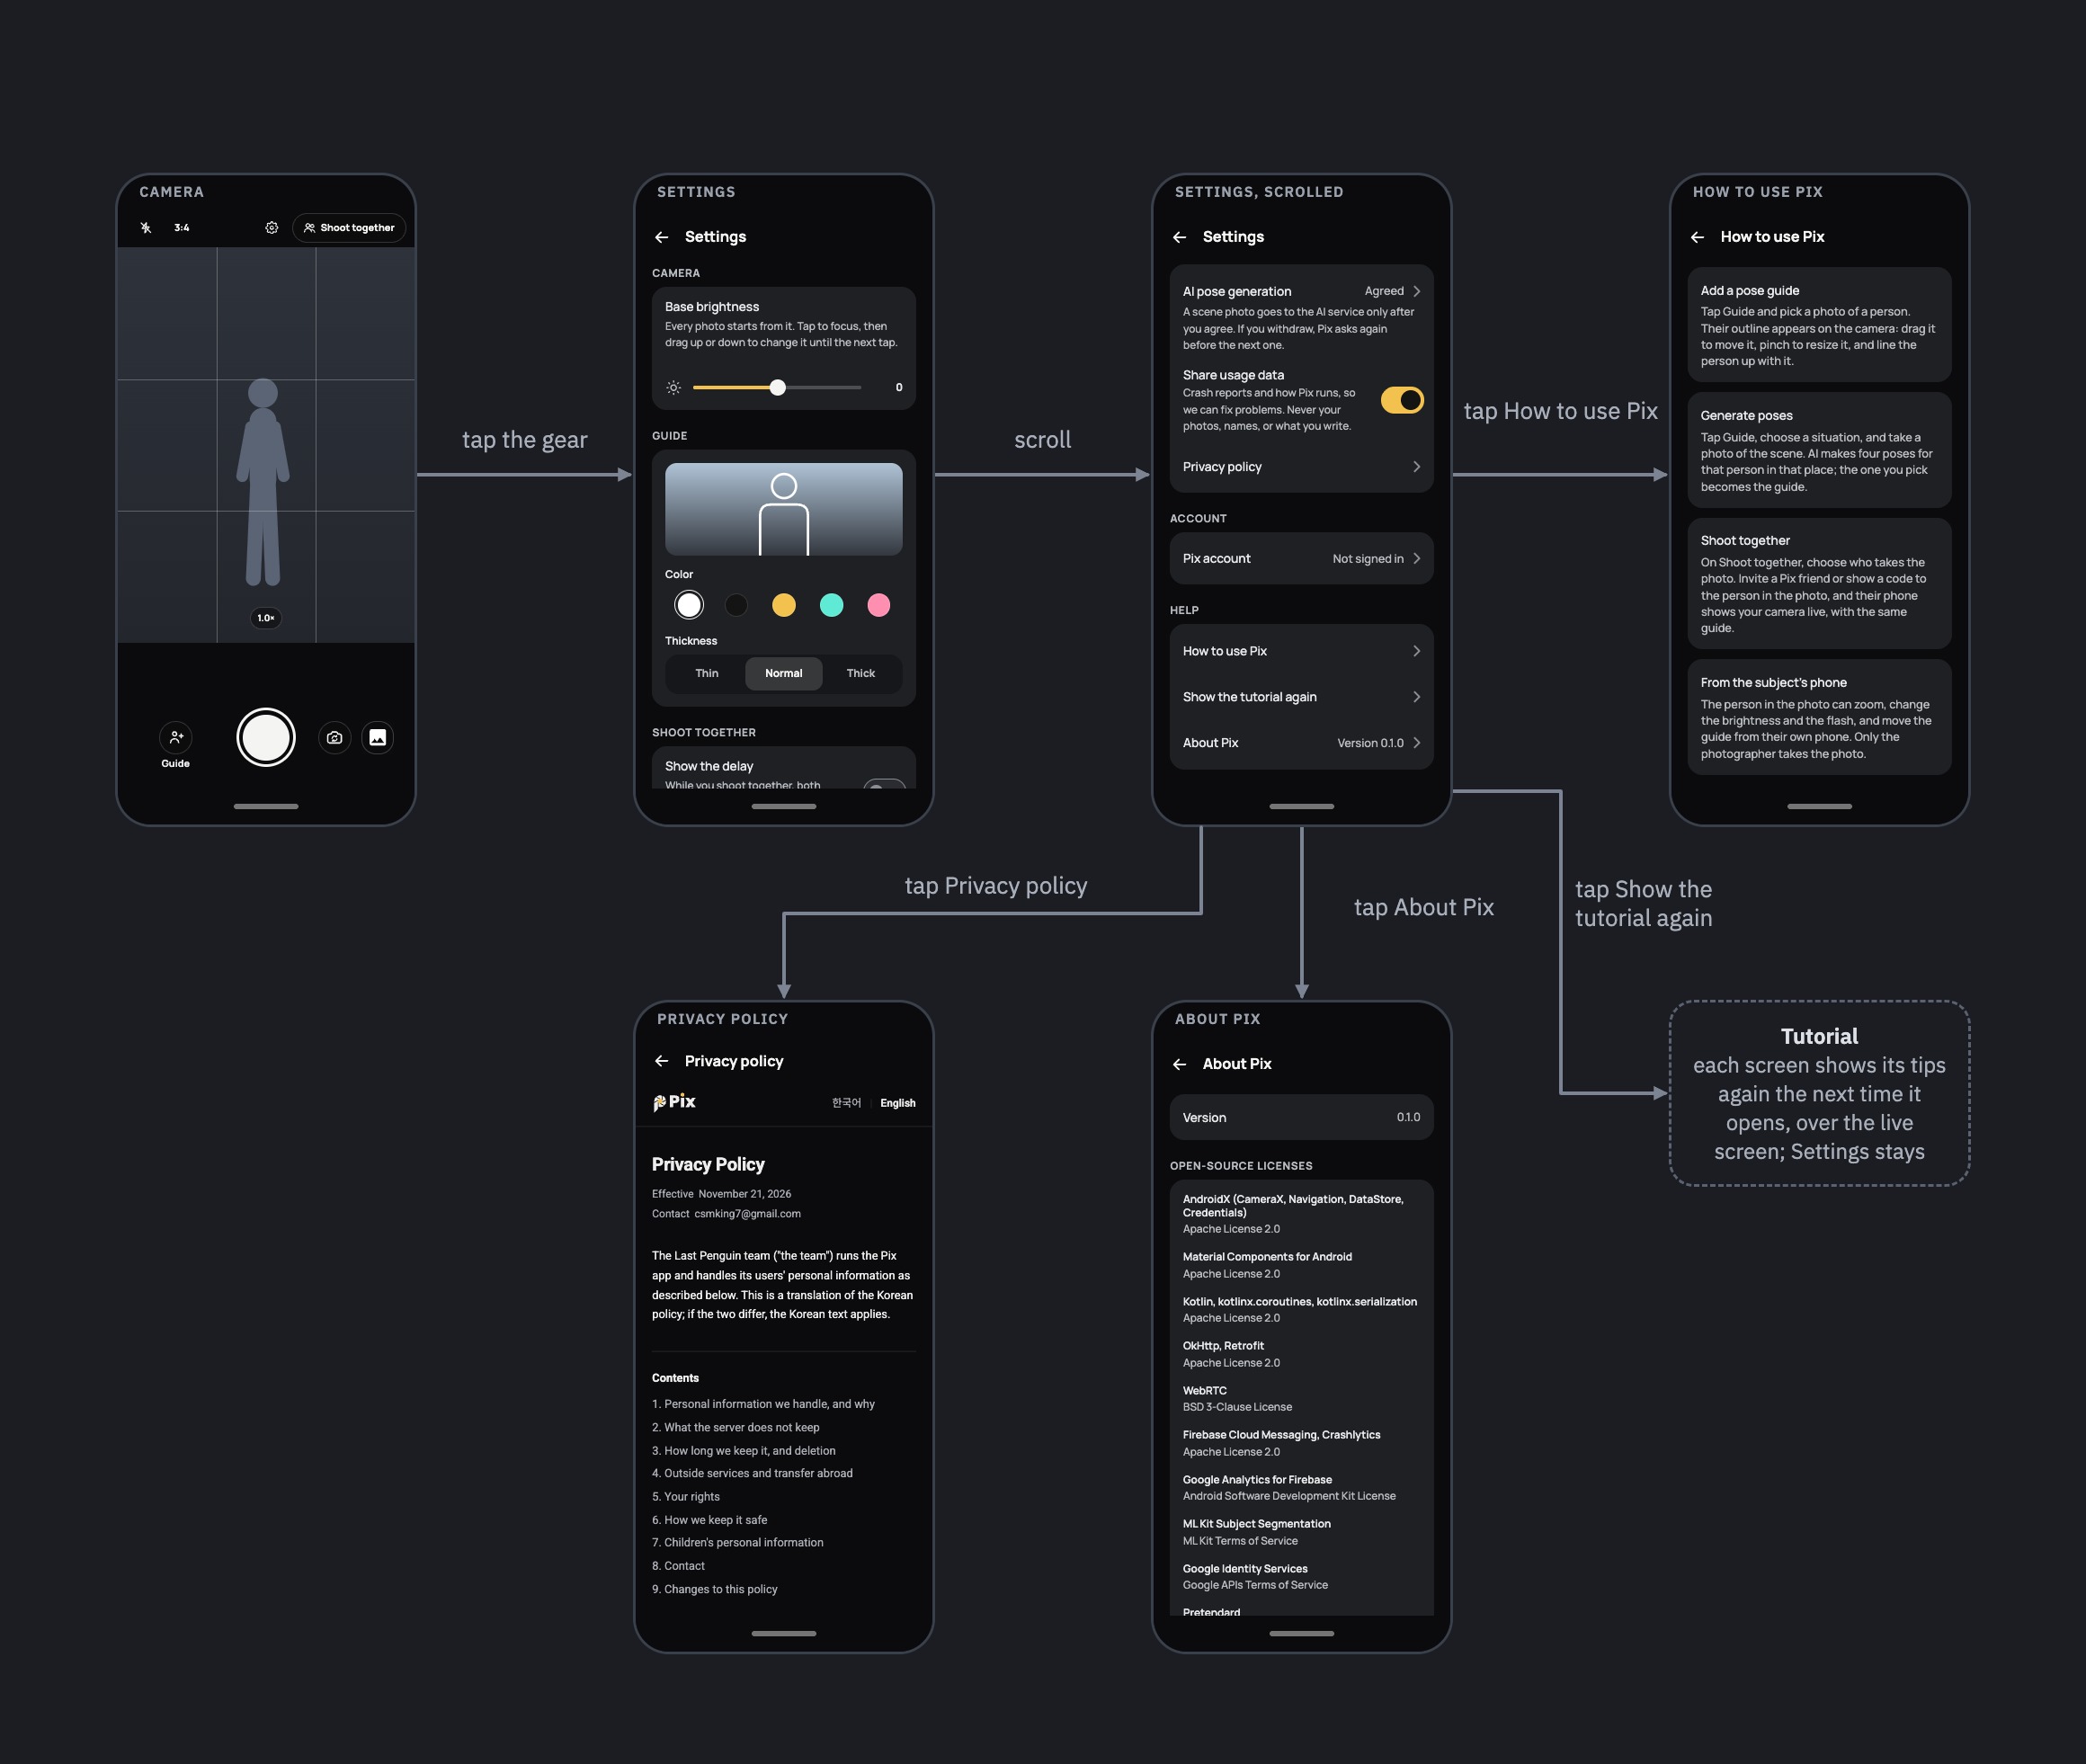 CAMERA
3:4
Shoot together
1.0×
Guide
tap the gear
SETTINGS
Settings
CAMERA
Base brightness
Every photo starts from it. Tap to focus, then
drag up or down to change it until the next tap.
0
GUIDE
Color
Thickness
Thin
Normal
Thick
SHOOT TOGETHER
Show the delay
While you shoot together, both
scroll
SETTINGS, SCROLLED
Settings
AI pose generation
Agreed
A scene photo goes to the AI service only after
you agree. If you withdraw, Pix asks again
before the next one.
Share usage data
Crash reports and how Pix runs, so
we can fix problems. Never your
photos, names, or what you write.
Privacy policy
ACCOUNT
Pix account
Not signed in
HELP
How to use Pix
Show the tutorial again
About Pix
Version 0.1.0
tap How to use Pix
HOW TO USE PIX
How to use Pix
Add a pose guide
Tap Guide and pick a photo of a person.
Their outline appears on the camera: drag it
to move it, pinch to resize it, and line the
person up with it.
Generate poses
Tap Guide, choose a situation, and take a
photo of the scene. AI makes four poses for
that person in that place; the one you pick
becomes the guide.
Shoot together
On Shoot together, choose who takes the
photo. Invite a Pix friend or show a code to
the person in the photo, and their phone
shows your camera live, with the same
guide.
From the subject's phone
The person in the photo can zoom, change
the brightness and the flash, and move the
guide from their own phone. Only the
photographer takes the photo.
tap Privacy policy
tap About Pix
tap Show the
tutorial again
PRIVACY POLICY
Privacy policy
Pix
한국어
English
Privacy Policy
Effective November 21, 2026
Contact csmking7@gmail.com
The Last Penguin team ("the team") runs the Pix
app and handles its users' personal information as
described below. This is a translation of the Korean
policy; if the two differ, the Korean text applies.
Contents
1. Personal information we handle, and why
2. What the server does not keep
3. How long we keep it, and deletion
4. Outside services and transfer abroad
5. Your rights
6. How we keep it safe
7. Children's personal information
8. Contact
9. Changes to this policy
ABOUT PIX
About Pix
Version
0.1.0
OPEN-SOURCE LICENSES
AndroidX (CameraX, Navigation, DataStore,
Credentials)
Apache License 2.0
Material Components for Android
Apache License 2.0
Kotlin, kotlinx.coroutines, kotlinx.serialization
Apache License 2.0
OkHttp, Retrofit
Apache License 2.0
WebRTC
BSD 3-Clause License
Firebase Cloud Messaging, Crashlytics
Apache License 2.0
Google Analytics for Firebase
Android Software Development Kit License
ML Kit Subject Segmentation
ML Kit Terms of Service
Google Identity Services
Google APIs Terms of Service
Pretendard
Tutorial
each screen shows its tips
again the next time it
opens, over the live
screen; Settings stays